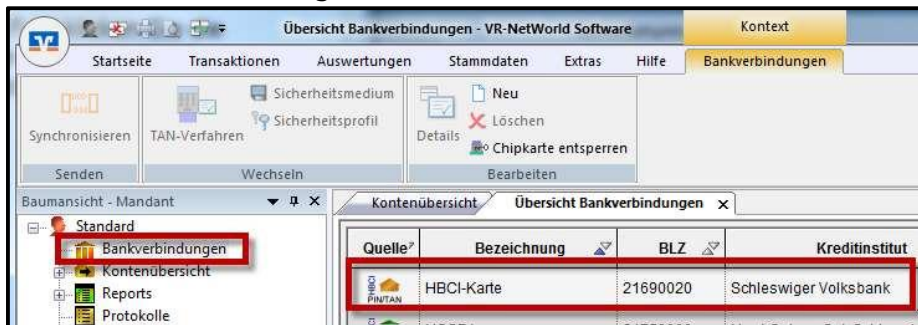 Übersicht Bankverbindungen - VR-NetWorld Software
Kontext
Startseite Transaktionen Auswertungen Stammdaten Extras Hilfe Bankverbindungen
Synchronisieren
TAN-Verfahren
Sicherheitsmedium
Sicherheitsprofil
Details
Neu
Löschen
Chipkarte entsperren
Senden Wechseln Bearbeiten
Baumansicht - Mandant
Kontenübersicht Übersicht Bankverbindungen
Standard
Bankverbindungen
Kontenübersicht
Reports
Protokolle
Quelle Bezeichnung BLZ Kreditinstitut
PIN/TAN HBCI-Karte 21690020 Schleswiger Volksbank